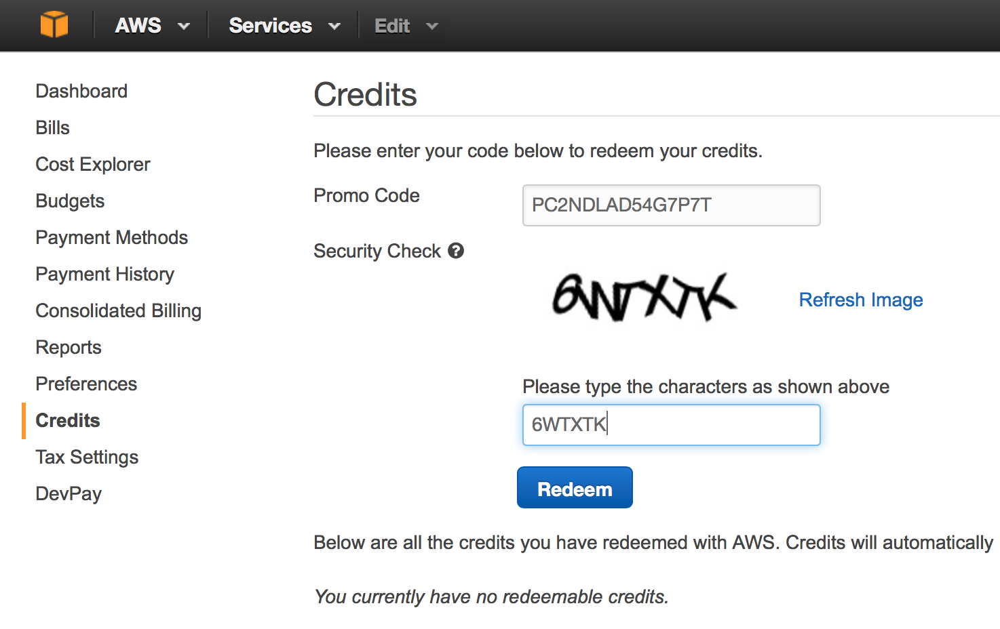 AWS Services Edit
Dashboard
Bills
Cost Explorer
Budgets
Payment Methods
Payment History
Consolidated Billing
Reports
Preferences
Credits
Tax Settings
DevPay
Credits
Please enter your code below to redeem your credits.
Promo Code PC2NDLAD54G7P7T
Security Check ?
6WTXTK Refresh Image
Please type the characters as shown above
6WTXTK
Redeem
Below are all the credits you have redeemed with AWS. Credits will automatically
You currently have no redeemable credits.